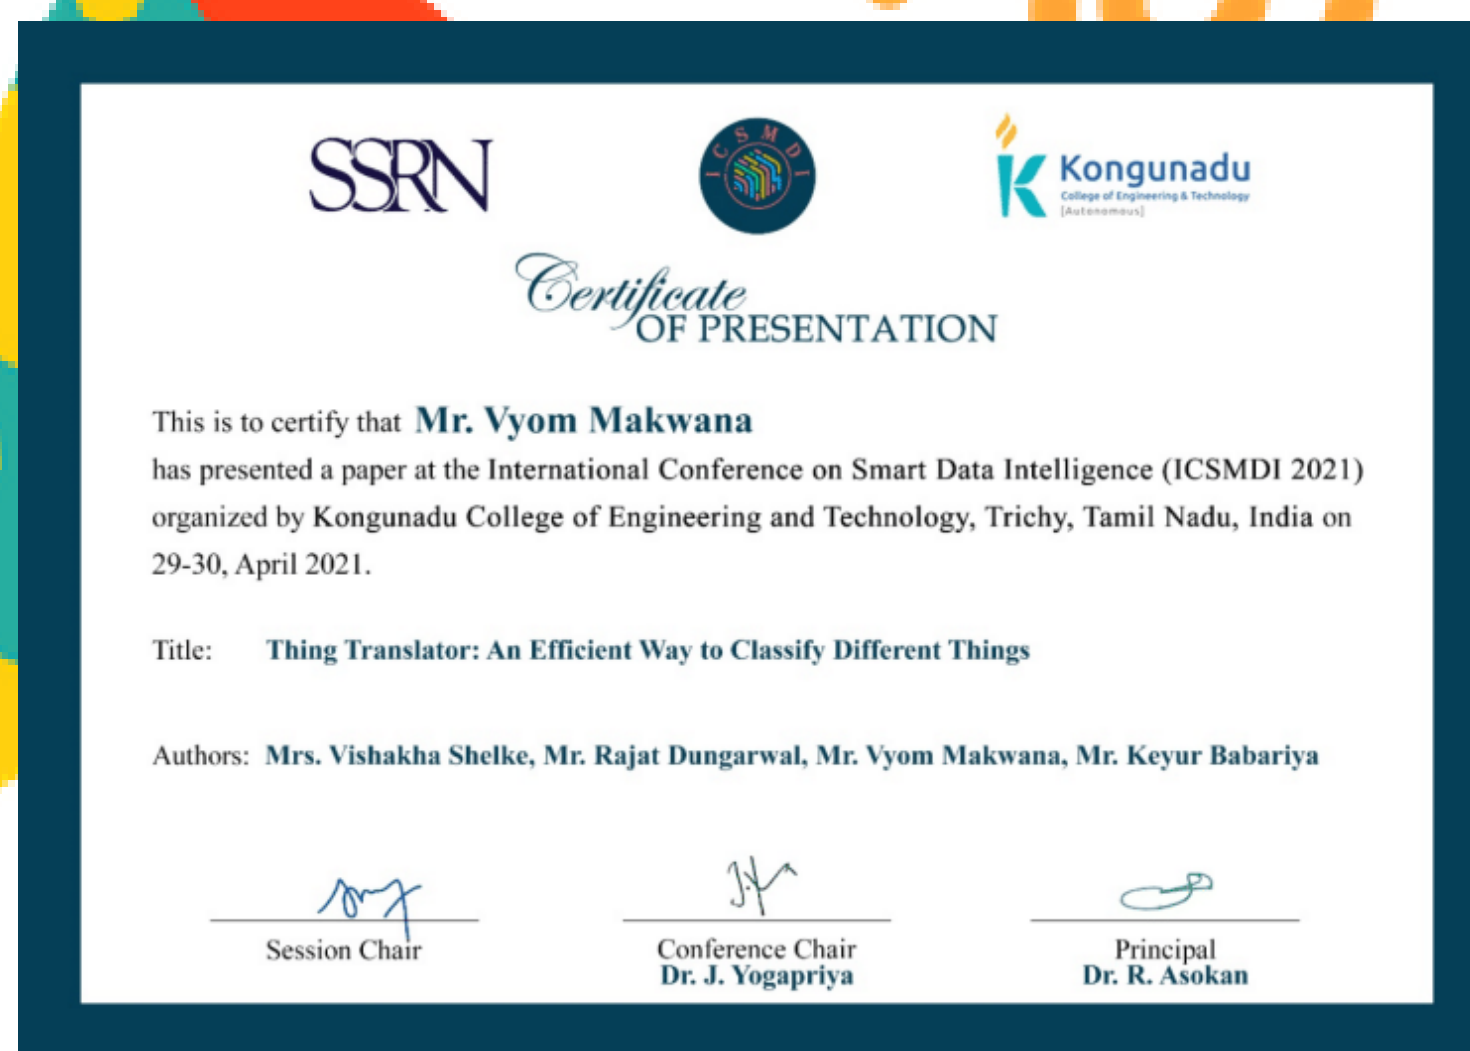 SSRN
ICSMDI
Kongunadu
College of Engineering & Technology
[Autonomous]
Certificate
OF PRESENTATION
This is to certify that Mr. Vyom Makwana
has presented a paper at the International Conference on Smart Data Intelligence (ICSMDI 2021)
organized by Kongunadu College of Engineering and Technology, Trichy, Tamil Nadu, India on
29-30, April 2021.
Title: Thing Translator: An Efficient Way to Classify Different Things
Authors: Mrs. Vishakha Shelke, Mr. Rajat Dungarwal, Mr. Vyom Makwana, Mr. Keyur Babariya
Session Chair
Conference Chair
Dr. J. Yogapriya
Principal
Dr. R. Asokan